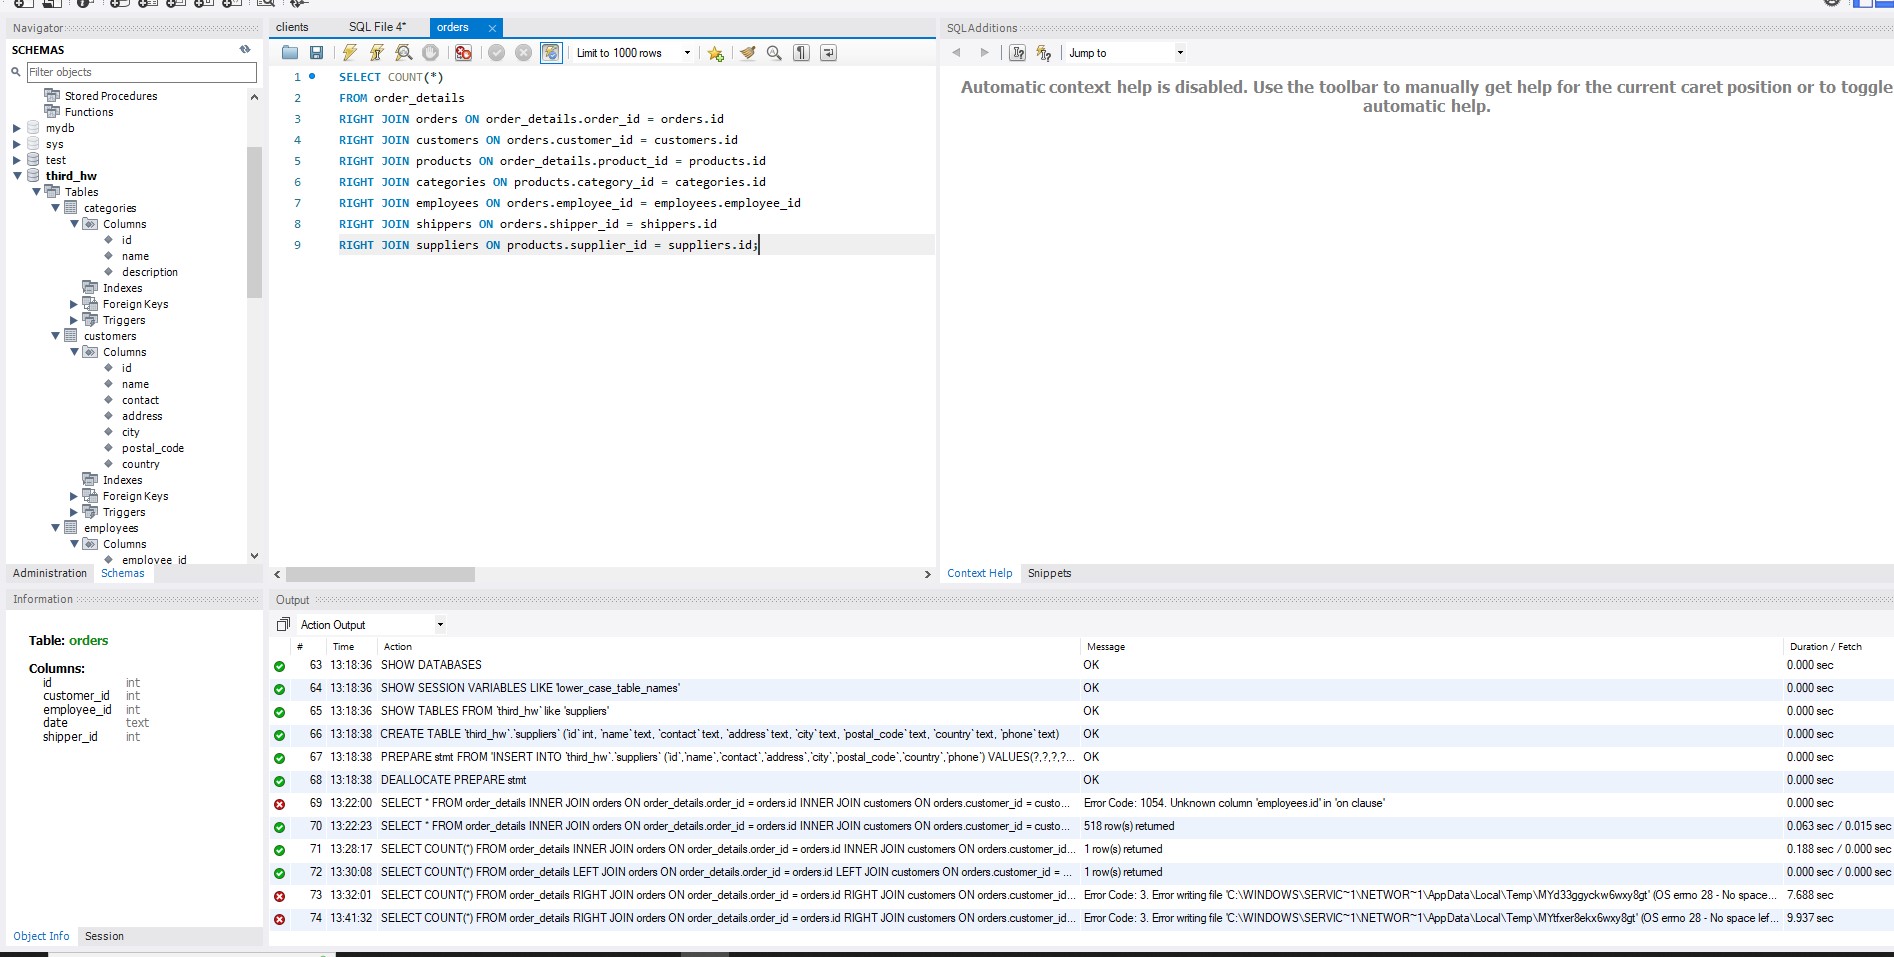 Navigator
SCHEMAS
Filter objects
Stored Procedures
Functions
mydb
sys
test
third_hw
Tables
categories
Columns
id
name
description
Indexes
Foreign Keys
Triggers
customers
Columns
id
name
contact
address
city
postal_code
country
Indexes
Foreign Keys
Triggers
employees
Columns
employee_id
Administration Schemas
Information
Table: orders
Columns:
id int
customer_id int
employee_id int
date text
shipper_id int
Object Info Session
clients SQL File 4* orders
Limit to 1000 rows
1 SELECT COUNT(*)
2 FROM order_details
3 RIGHT JOIN orders ON order_details.order_id = orders.id
4 RIGHT JOIN customers ON orders.customer_id = customers.id
5 RIGHT JOIN products ON order_details.product_id = products.id
6 RIGHT JOIN categories ON products.category_id = categories.id
7 RIGHT JOIN employees ON orders.employee_id = employees.employee_id
8 RIGHT JOIN shippers ON orders.shipper_id = shippers.id
9 RIGHT JOIN suppliers ON products.supplier_id = suppliers.id;
SQLAdditions
Jump to
Automatic context help is disabled. Use the toolbar to manually get help for the current caret position or to toggle
automatic help.
Context Help Snippets
Output
Action Output
# Time Action Message Duration / Fetch
63 13:18:36 SHOW DATABASES OK 0.000 sec
64 13:18:36 SHOW SESSION VARIABLES LIKE 'lower_case_table_names' OK 0.000 sec
65 13:18:36 SHOW TABLES FROM `third_hw` like 'suppliers' OK 0.000 sec
66 13:18:38 CREATE TABLE `third_hw`.`suppliers` (`id` int, `name` text, `contact` text, `address` text, `city` text, `postal_code` text, `country` text, `phone` text) OK 0.000 sec
67 13:18:38 PREPARE stmt FROM 'INSERT INTO `third_hw`.`suppliers` (`id`,`name`,`contact`,`address`,`city`,`postal_code`,`country`,`phone`) VALUES(?,?,?,?... OK 0.000 sec
68 13:18:38 DEALLOCATE PREPARE stmt OK 0.000 sec
69 13:22:00 SELECT * FROM order_details INNER JOIN orders ON order_details.order_id = orders.id INNER JOIN customers ON orders.customer_id = custo... Error Code: 1054. Unknown column 'employees.id' in 'on clause' 0.000 sec
70 13:22:23 SELECT * FROM order_details INNER JOIN orders ON order_details.order_id = orders.id INNER JOIN customers ON orders.customer_id = custo... 518 row(s) returned 0.063 sec / 0.015 sec
71 13:28:17 SELECT COUNT(*) FROM order_details INNER JOIN orders ON order_details.order_id = orders.id INNER JOIN customers ON orders.customer_id... 1 row(s) returned 0.188 sec / 0.000 sec
72 13:30:08 SELECT COUNT(*) FROM order_details LEFT JOIN orders ON order_details.order_id = orders.id LEFT JOIN customers ON orders.customer_id = ... 1 row(s) returned 0.000 sec / 0.000 sec
73 13:32:01 SELECT COUNT(*) FROM order_details RIGHT JOIN orders ON order_details.order_id = orders.id RIGHT JOIN customers ON orders.customer_id... Error Code: 3. Error writing file 'C:\WINDOWS\SERVIC~1\NETWOR~1\AppData\Local\Temp\MYd33ggyckw6wxy8gt' (OS errno 28 - No space... 7.688 sec
74 13:41:32 SELECT COUNT(*) FROM order_details RIGHT JOIN orders ON order_details.order_id = orders.id RIGHT JOIN customers ON orders.customer_id... Error Code: 3. Error writing file 'C:\WINDOWS\SERVIC~1\NETWOR~1\AppData\Local\Temp\MYtfxer8ekx6wxy8gt' (OS errno 28 - No space lef... 9.937 sec